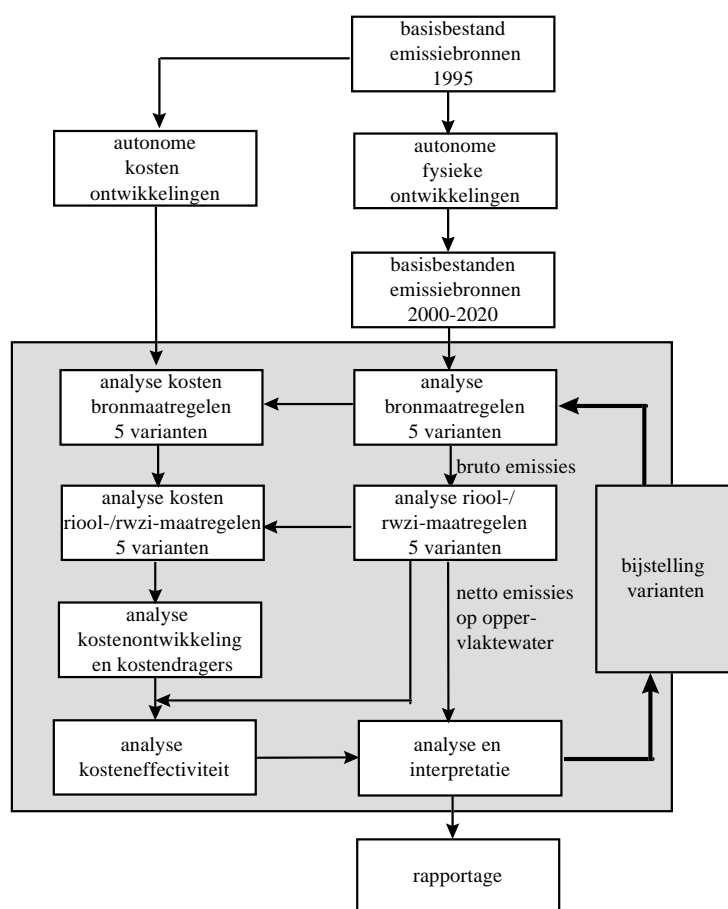 basisbestand
emissiebronnen
1995
autonome
kosten
ontwikkelingen
autonome
fysieke
ontwikkelingen
basisbestanden
emissiebronnen
2000-2020
analyse kosten
bronmaatregelen
5 varianten
analyse
bronmaatregelen
5 varianten
bruto emissies
analyse kosten
riool-/rwzi-maatregelen
5 varianten
analyse riool-/
rwzi-maatregelen
5 varianten
bijstelling
varianten
netto emissies
op opper-
vlaktewater
analyse
kostenontwikkeling
en kostendragers
analyse
kosteneffectiviteit
analyse en
interpretatie
rapportage